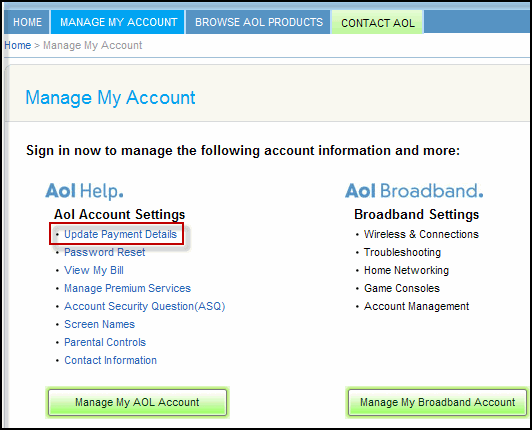 HOME MANAGE MY ACCOUNT BROWSE AOL PRODUCTS CONTACT AOL
Home > Manage My Account
Manage My Account
Sign in now to manage the following account information and more:
Aol Help.
Aol Account Settings
• Update Payment Details
• Password Reset
• View My Bill
• Manage Premium Services
• Account Security Question(ASQ)
• Screen Names
• Parental Controls
• Contact Information
Manage My AOL Account
Aol Broadband.
Broadband Settings
• Wireless & Connections
• Troubleshooting
• Home Networking
• Game Consoles
• Account Management
Manage My Broadband Account